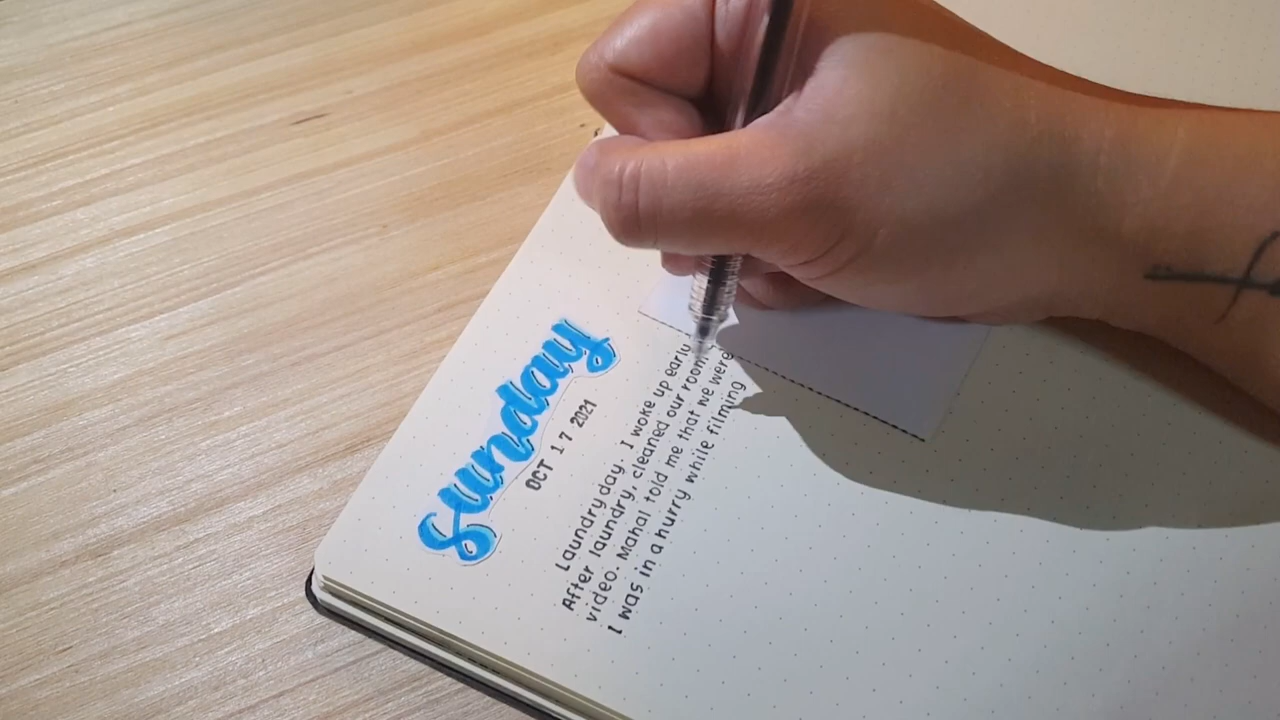 Sunday
OCT 17 2021
Laundry day. I woke up early
After laundry, cleaned our room
video. Mahal told me that we were
I was in a hurry while filming